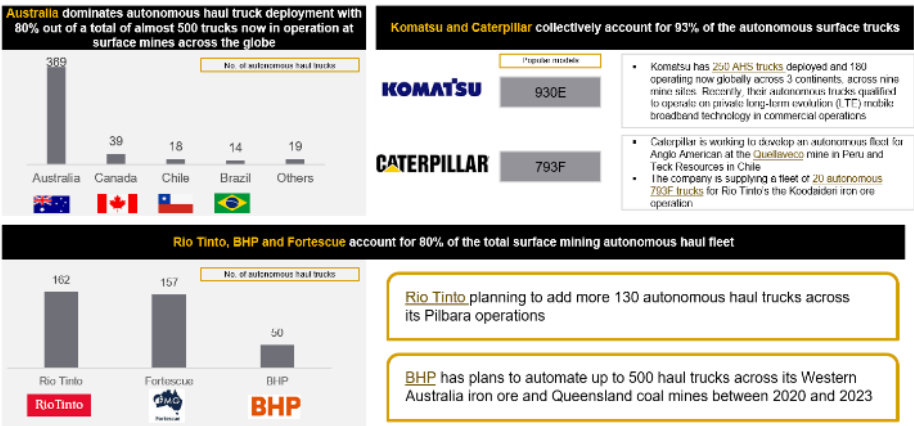 Australia dominates autonomous haul truck deployment with
80% out of a total of almost 500 trucks now in operation at
surface mines across the globe
No. of autonomous haul trucks
369
39
18
14
19
Australia
Canada
Chile
Brazil
Others
Komatsu and Caterpillar collectively account for 93% of the autonomous surface trucks
Popular models
KOMATSU
930E
Komatsu has 250 AHS trucks deployed and 180
operating now globally across 3 continents, across nine
mine sites. Recently, their autonomous trucks qualified
to operate on private long-term evolution (LTE) mobile
broadband technology in commercial operations
CATERPILLAR
793F
Caterpillar is working to develop an autonomous fleet for
Anglo American at the Quellaveco mine in Peru and
Teck Resources in Chile
The company is supplying a fleet of 20 autonomous
793F trucks for Rio Tinto's the Koodaideri iron ore
operation
Rio Tinto, BHP and Fortescue account for 80% of the total surface mining autonomous haul fleet
No. of autonomous haul trucks
162
157
50
Rio Tinto
Fortescue
BHP
RioTinto
FMG
Fortescue
BHP
Rio Tinto planning to add more 130 autonomous haul trucks across
its Pilbara operations
BHP has plans to automate up to 500 haul trucks across its Western
Australia iron ore and Queensland coal mines between 2020 and 2023